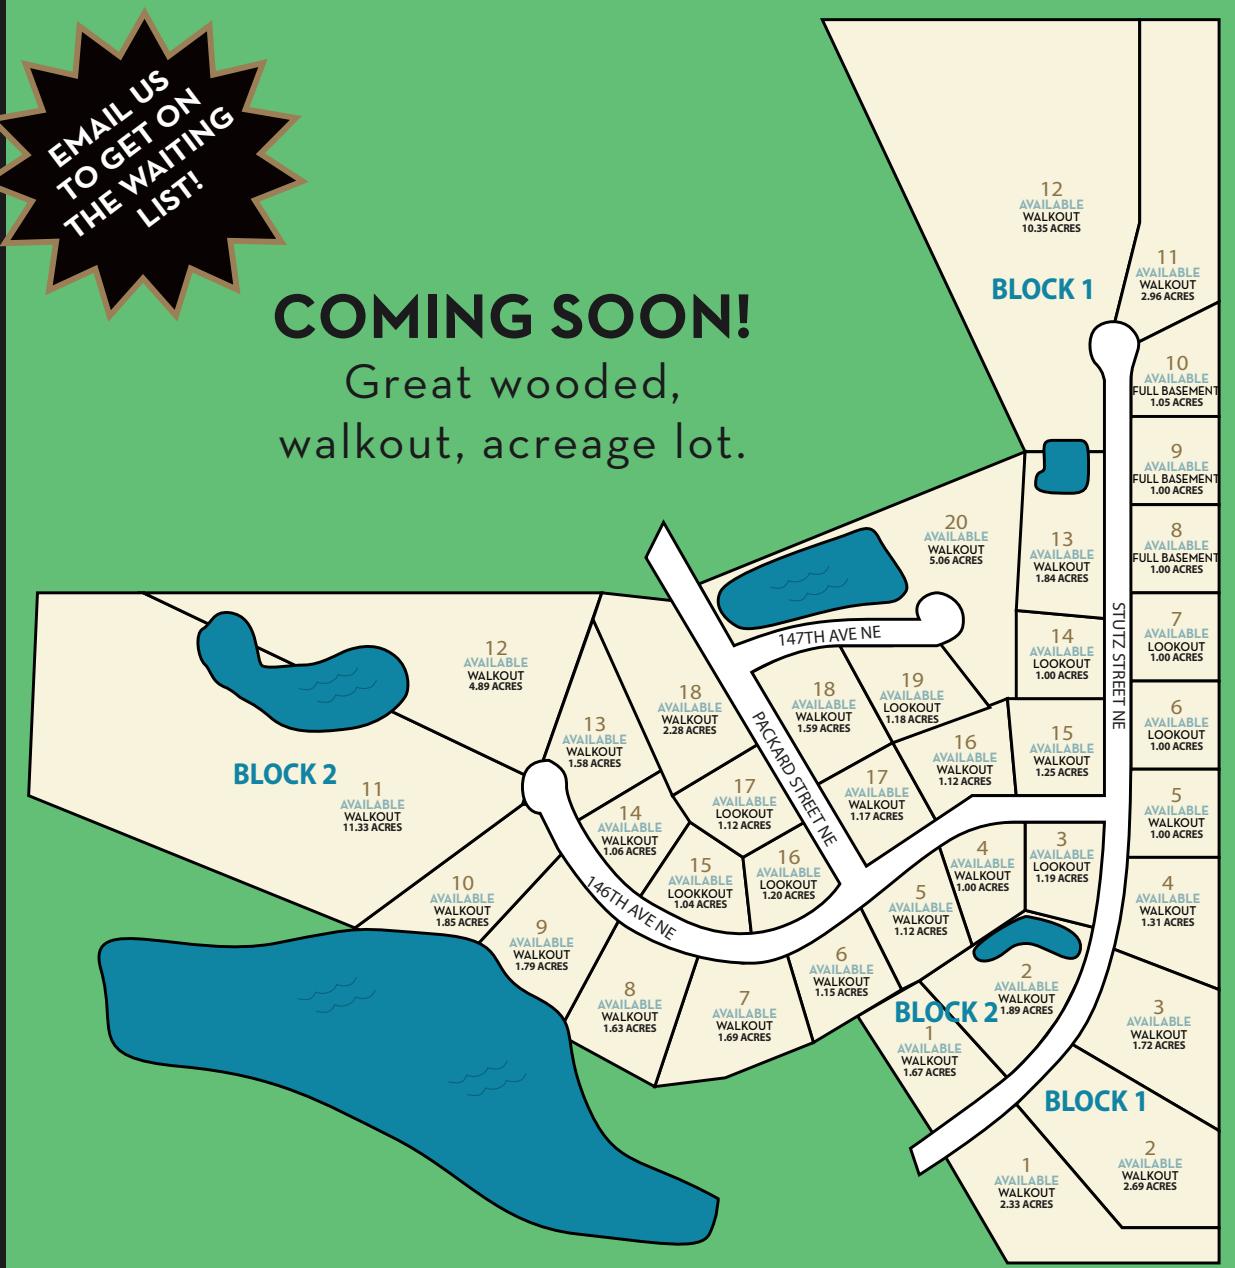 EMAIL US
TO GET ON
THE WAITING
LIST!
COMING SOON!
Great wooded,
walkout, acreage lot.
12
AVAILABLE
WALKOUT
10.35 ACRES
BLOCK 1
11
AVAILABLE
WALKOUT
2.96 ACRES
10
AVAILABLE
FULL BASEMENT
1.05 ACRES
9
AVAILABLE
FULL BASEMENT
1.00 ACRES
8
AVAILABLE
FULL BASEMENT
1.00 ACRES
7
AVAILABLE
LOOKOUT
1.00 ACRES
6
AVAILABLE
LOOKOUT
1.00 ACRES
5
AVAILABLE
WALKOUT
1.00 ACRES
4
AVAILABLE
WALKOUT
1.31 ACRES
3
AVAILABLE
WALKOUT
1.72 ACRES
BLOCK 1
2
AVAILABLE
WALKOUT
2.69 ACRES
1
AVAILABLE
WALKOUT
2.33 ACRES
STUTZ STREET NE
20
AVAILABLE
WALKOUT
5.06 ACRES
13
AVAILABLE
WALKOUT
1.84 ACRES
14
AVAILABLE
LOOKOUT
1.00 ACRES
15
AVAILABLE
WALKOUT
1.25 ACRES
16
AVAILABLE
WALKOUT
1.12 ACRES
147TH AVE NE
19
AVAILABLE
LOOKOUT
1.18 ACRES
18
AVAILABLE
WALKOUT
1.59 ACRES
17
AVAILABLE
WALKOUT
1.17 ACRES
PACKARD STREET NE
12
AVAILABLE
WALKOUT
4.89 ACRES
BLOCK 2
11
AVAILABLE
WALKOUT
11.33 ACRES
13
AVAILABLE
WALKOUT
1.58 ACRES
18
AVAILABLE
WALKOUT
2.28 ACRES
17
AVAILABLE
LOOKOUT
1.12 ACRES
14
AVAILABLE
WALKOUT
1.06 ACRES
15
AVAILABLE
LOOKKOUT
1.04 ACRES
16
AVAILABLE
LOOKOUT
1.20 ACRES
146TH AVE NE
10
AVAILABLE
WALKOUT
1.85 ACRES
9
AVAILABLE
WALKOUT
1.79 ACRES
8
AVAILABLE
WALKOUT
1.63 ACRES
7
AVAILABLE
WALKOUT
1.69 ACRES
6
AVAILABLE
WALKOUT
1.15 ACRES
5
AVAILABLE
WALKOUT
1.12 ACRES
4
AVAILABLE
WALKOUT
1.00 ACRES
3
AVAILABLE
LOOKOUT
1.19 ACRES
2
AVAILABLE
WALKOUT
1.89 ACRES
BLOCK 2
1
AVAILABLE
WALKOUT
1.67 ACRES